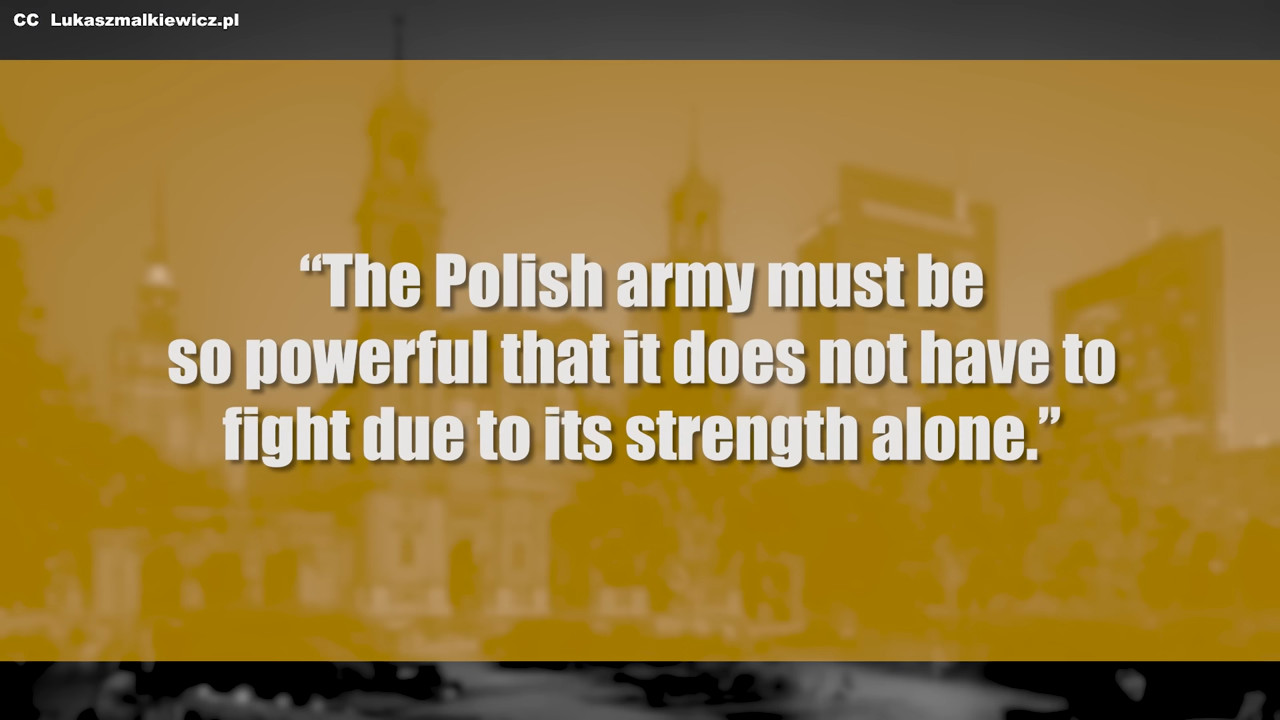 CC Lukaszmalkiewicz.pl
“The Polish army must be
so powerful that it does not have to
fight due to its strength alone.”